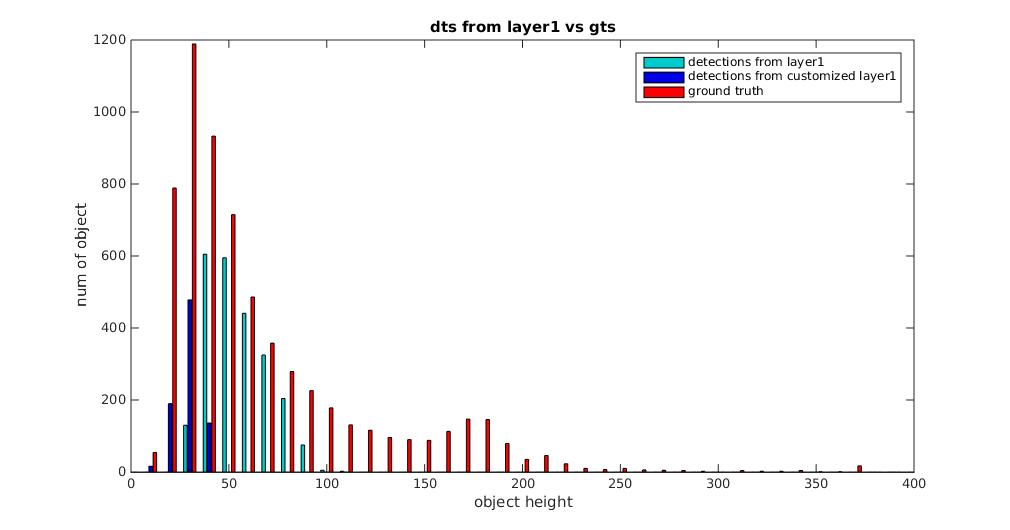 dts from layer1 vs gts
detections from layer1
detections from customized layer1
ground truth
num of object
1200
1000
800
600
400
200
0
0 50 100 150 200 250 300 350 400
object height